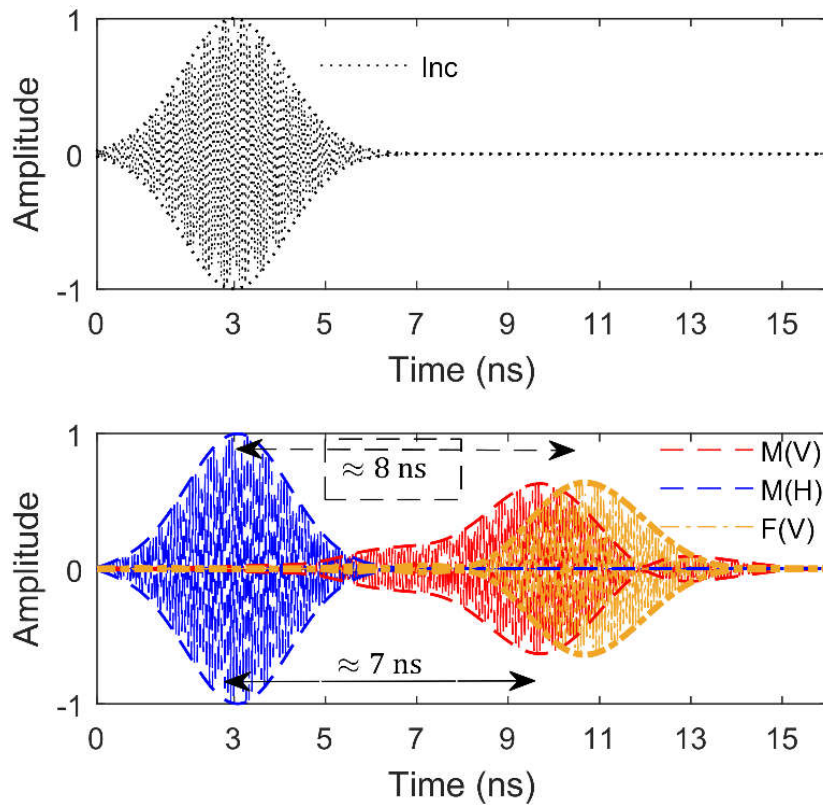 Amplitude
1
0
-1
Inc
0 3 5 7 9 11 13 15
Time (ns)
Amplitude
1
0
-1
≈ 8 ns
M(V)
M(H)
F(V)
≈ 7 ns
0 3 5 7 9 11 13 15
Time (ns)